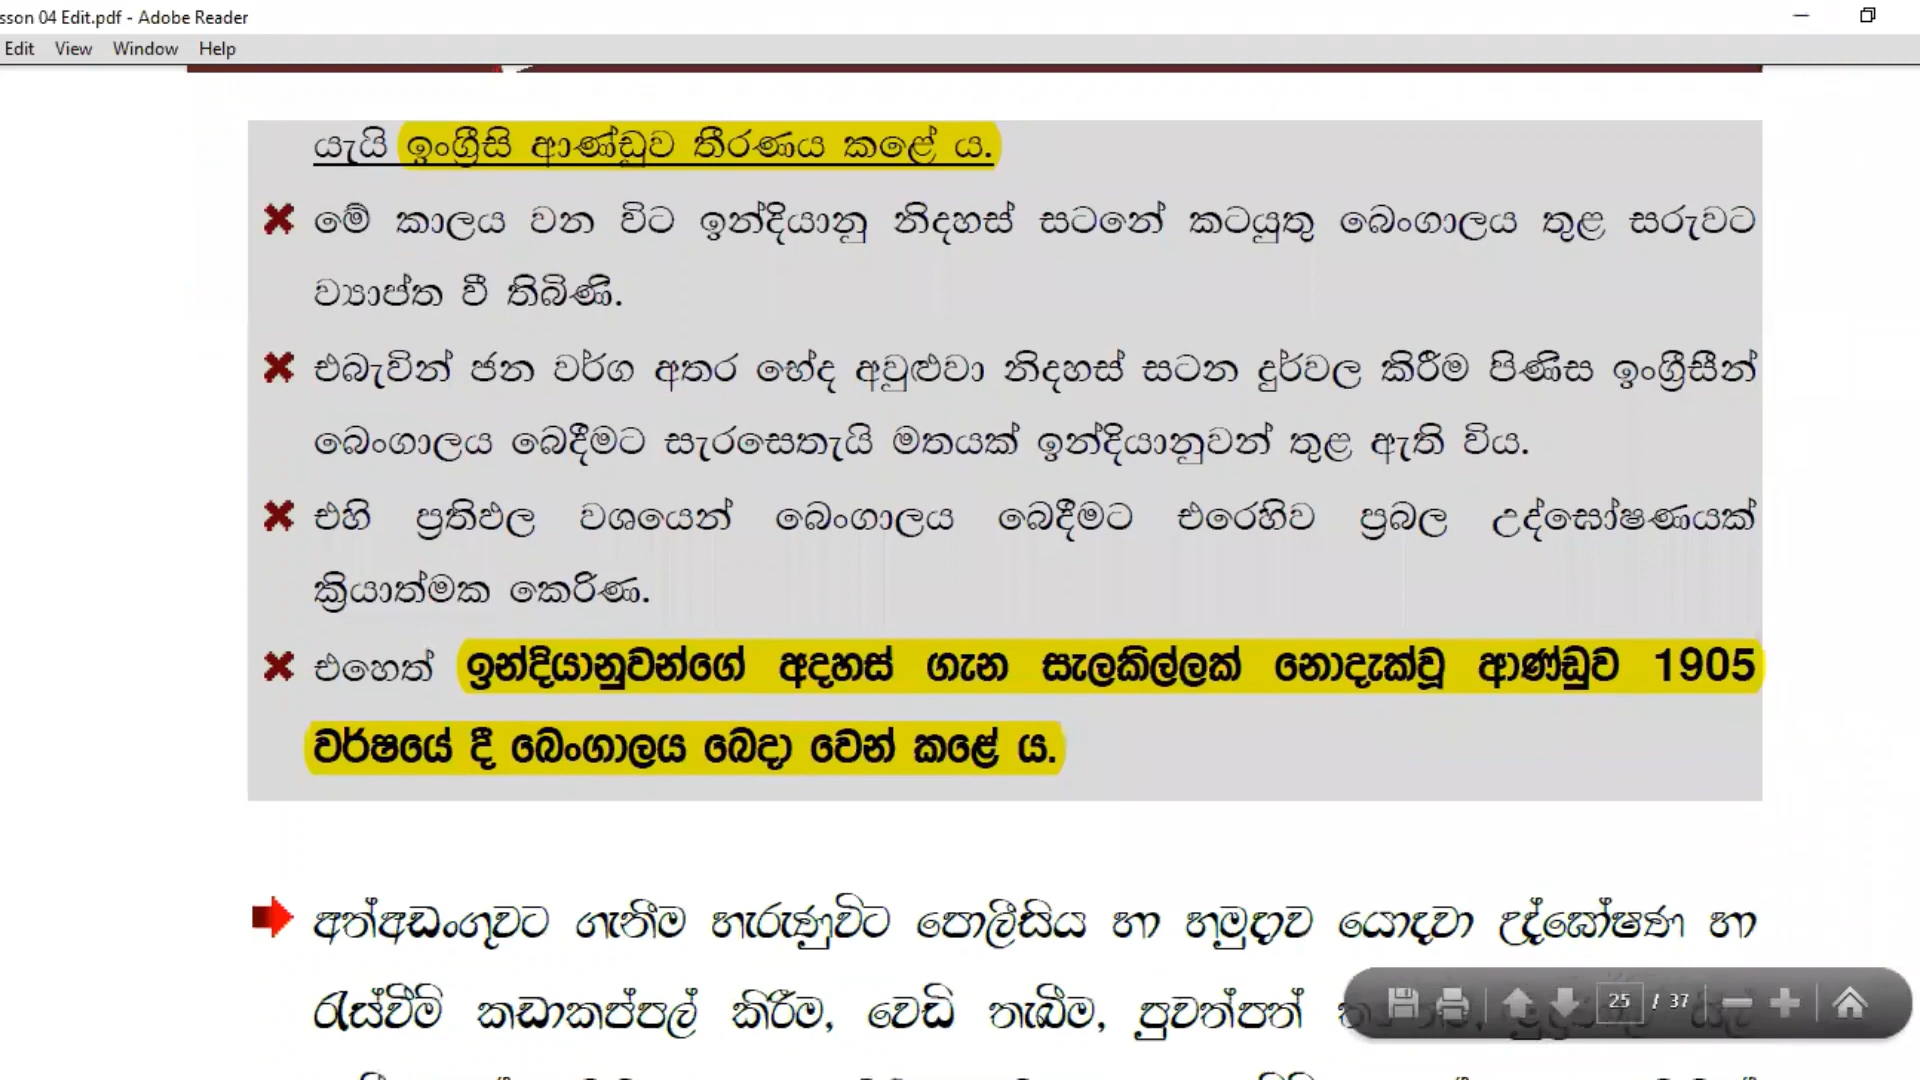 sson 04 Edit.pdf - Adobe Reader
Edit View Window Help
යැයි ඉංග්‍රීසි ආණ්ඩුව තීරණය කළේ ය.
මේ කාලය වන විට ඉන්දියානු නිදහස් සටනේ කටයුතු බෙංගාලය තුළ සරුවට
ව්‍යාප්ත වී තිබිණි.
එබැවින් ජන වර්ග අතර භේද අවුළුවා නිදහස් සටන දුර්වල කිරීම පිණිස ඉංග්‍රීසීන්
බෙංගාලය බෙදීමට සැරසෙතැයි මතයක් ඉන්දියානුවන් තුළ ඇති විය.
එහි ප්‍රතිඵල වශයෙන් බෙංගාලය බෙදීමට එරෙහිව ප්‍රබල උද්ඝෝෂණයක්
ක්‍රියාත්මක කෙරිණ.
එහෙත් ඉන්දියානුවන්ගේ අදහස් ගැන සැලකිල්ලක් නොදැක්වූ ආණ්ඩුව 1905
වර්ෂයේ දී බෙංගාලය බෙදා වෙන් කළේ ය.
අත්අඩංගුවට ගැනීම හැරුණුවිට පොලීසිය හා හමුදාව යොදවා උද්ඝෝෂණ හා
රැස්වීම් කඩාකප්පල් කිරීම, වෙඩි තැබීම, පුවත්පත්
25 / 37